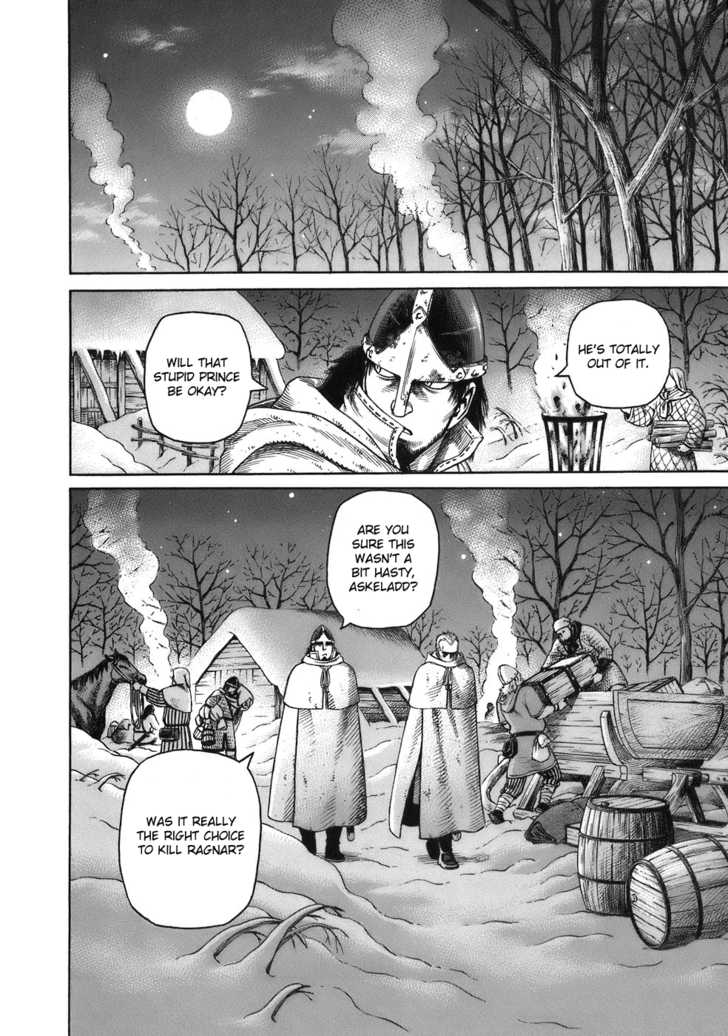 HE'S TOTALLY
OUT OF IT.
WILL THAT
STUPID PRINCE
BE OKAY?
ARE YOU
SURE THIS
WASN'T A
BIT HASTY,
ASKELADD?
WAS IT REALLY
THE RIGHT CHOICE
TO KILL RAGNAR?